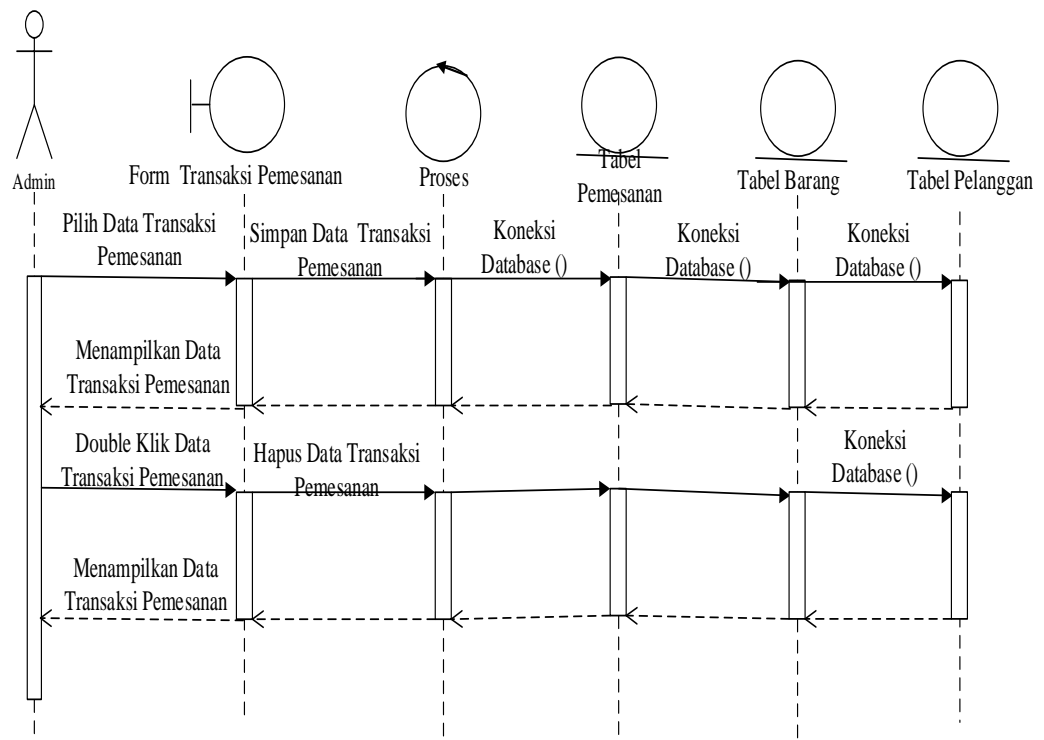 Admin
Form Transaksi Pemesanan
Proses
Tabel
Pemesanan
Tabel Barang
Tabel Pelanggan
Pilih Data Transaksi
Pemesanan
Simpan Data Transaksi
Pemesanan
Koneksi
Database ()
Koneksi
Database ()
Koneksi
Database ()
Menampilkan Data
Transaksi Pemesanan
Double Klik Data
Transaksi Pemesanan
Hapus Data Transaksi
Pemesanan
Koneksi
Database ()
Menampilkan Data
Transaksi Pemesanan